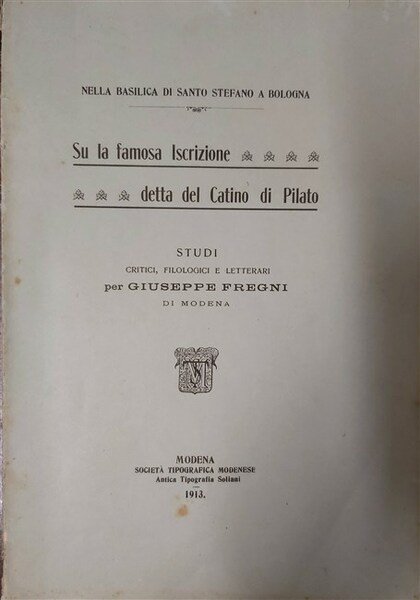 NELLA BASILICA DI SANTO STEFANO A BOLOGNA
Su la famosa Iscrizione
detta del Catino di Pilato
STUDI
CRITICI, FILOLOGICI E LETTERARI
per GIUSEPPE FREGNI
DI MODENA
MODENA
SOCIETÀ TIPOGRAFICA MODENESE
Antica Tipografia Soliani
1913.